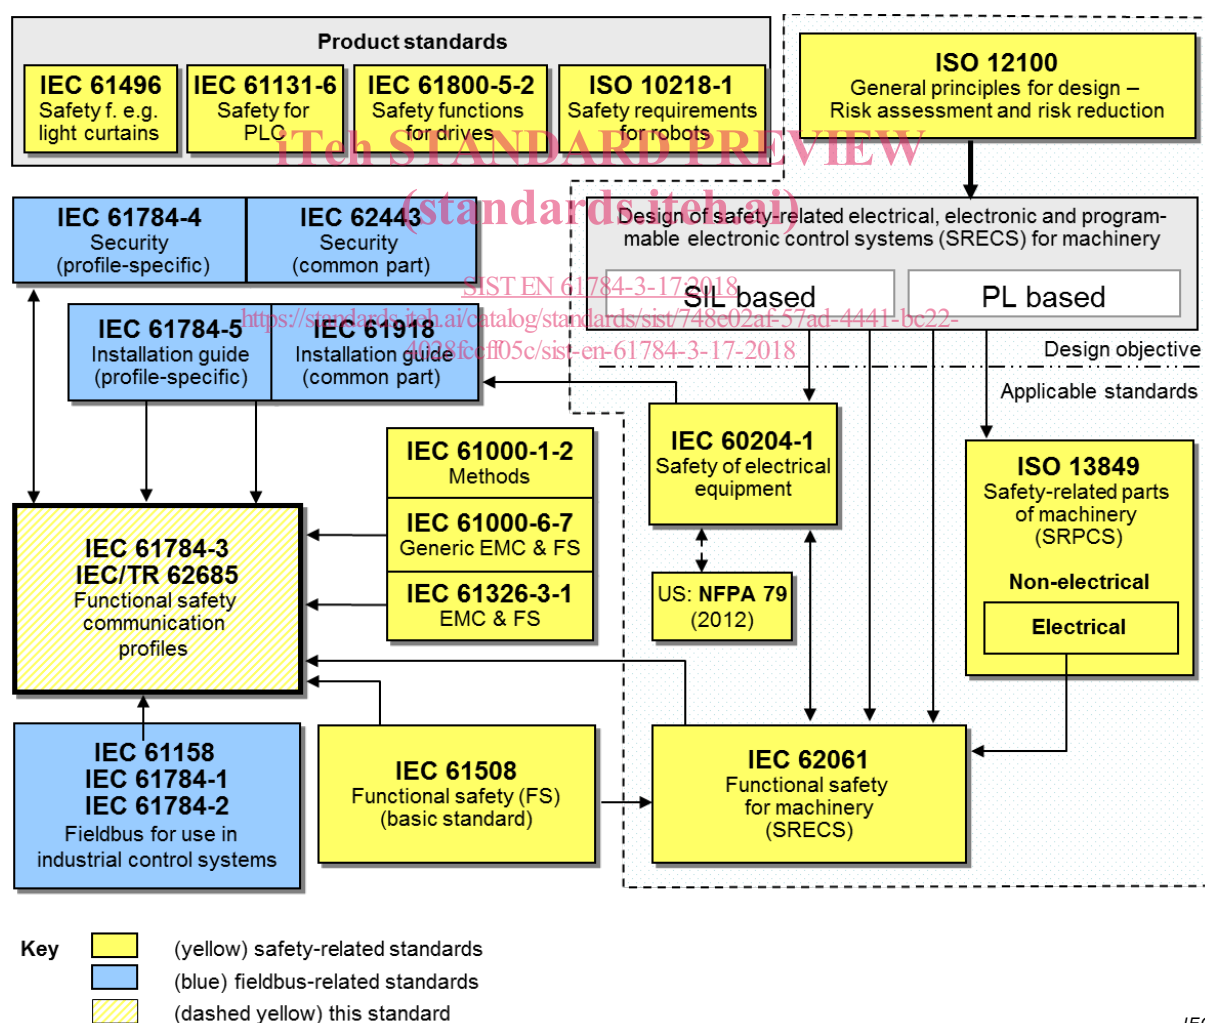 Product standards
IEC 61496
Safety f. e.g.
light curtains
IEC 61131-6
Safety for
PLC
IEC 61800-5-2
Safety functions
for drives
ISO 10218-1
Safety requirements
for robots
ISO 12100
General principles for design –
Risk assessment and risk reduction
iTeh STANDARD PREVIEW
(standards.iteh.ai)
SIST EN 61784-3-17:2018
https://standards.iteh.ai/catalog/standards/sist/748e02af-57ad-4441-bc22-
4028fccff05c/sist-en-61784-3-17-2018
IEC 61784-4
Security
(profile-specific)
IEC 62443
Security
(common part)
Design of safety-related electrical, electronic and program-
mable electronic control systems (SRECS) for machinery
SIL based
PL based
IEC 61784-5
Installation guide
(profile-specific)
IEC 61918
Installation guide
(common part)
Design objective
Applicable standards
IEC 61000-1-2
Methods
IEC 61000-6-7
Generic EMC & FS
IEC 61326-3-1
EMC & FS
IEC 60204-1
Safety of electrical
equipment
US: NFPA 79
(2012)
ISO 13849
Safety-related parts
of machinery
(SRPCS)
Non-electrical
Electrical
IEC 61784-3
IEC/TR 62685
Functional safety
communication
profiles
IEC 61158
IEC 61784-1
IEC 61784-2
Fieldbus for use in
industrial control systems
IEC 61508
Functional safety (FS)
(basic standard)
IEC 62061
Functional safety
for machinery
(SRECS)
Key
(yellow) safety-related standards
(blue) fieldbus-related standards
(dashed yellow) this standard
IEC